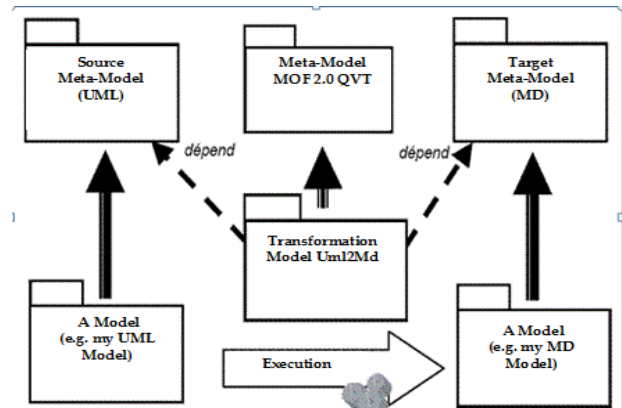 Source
Meta-Model
(UML)
Meta-Model
MOF 2.0 QVT
Target
Meta-Model
(MD)
dépend
dépend
Transformation
Model Uml2Md
A Model
(e.g. my UML
Model)
Execution
A Model
(e.g. my MD
Model)